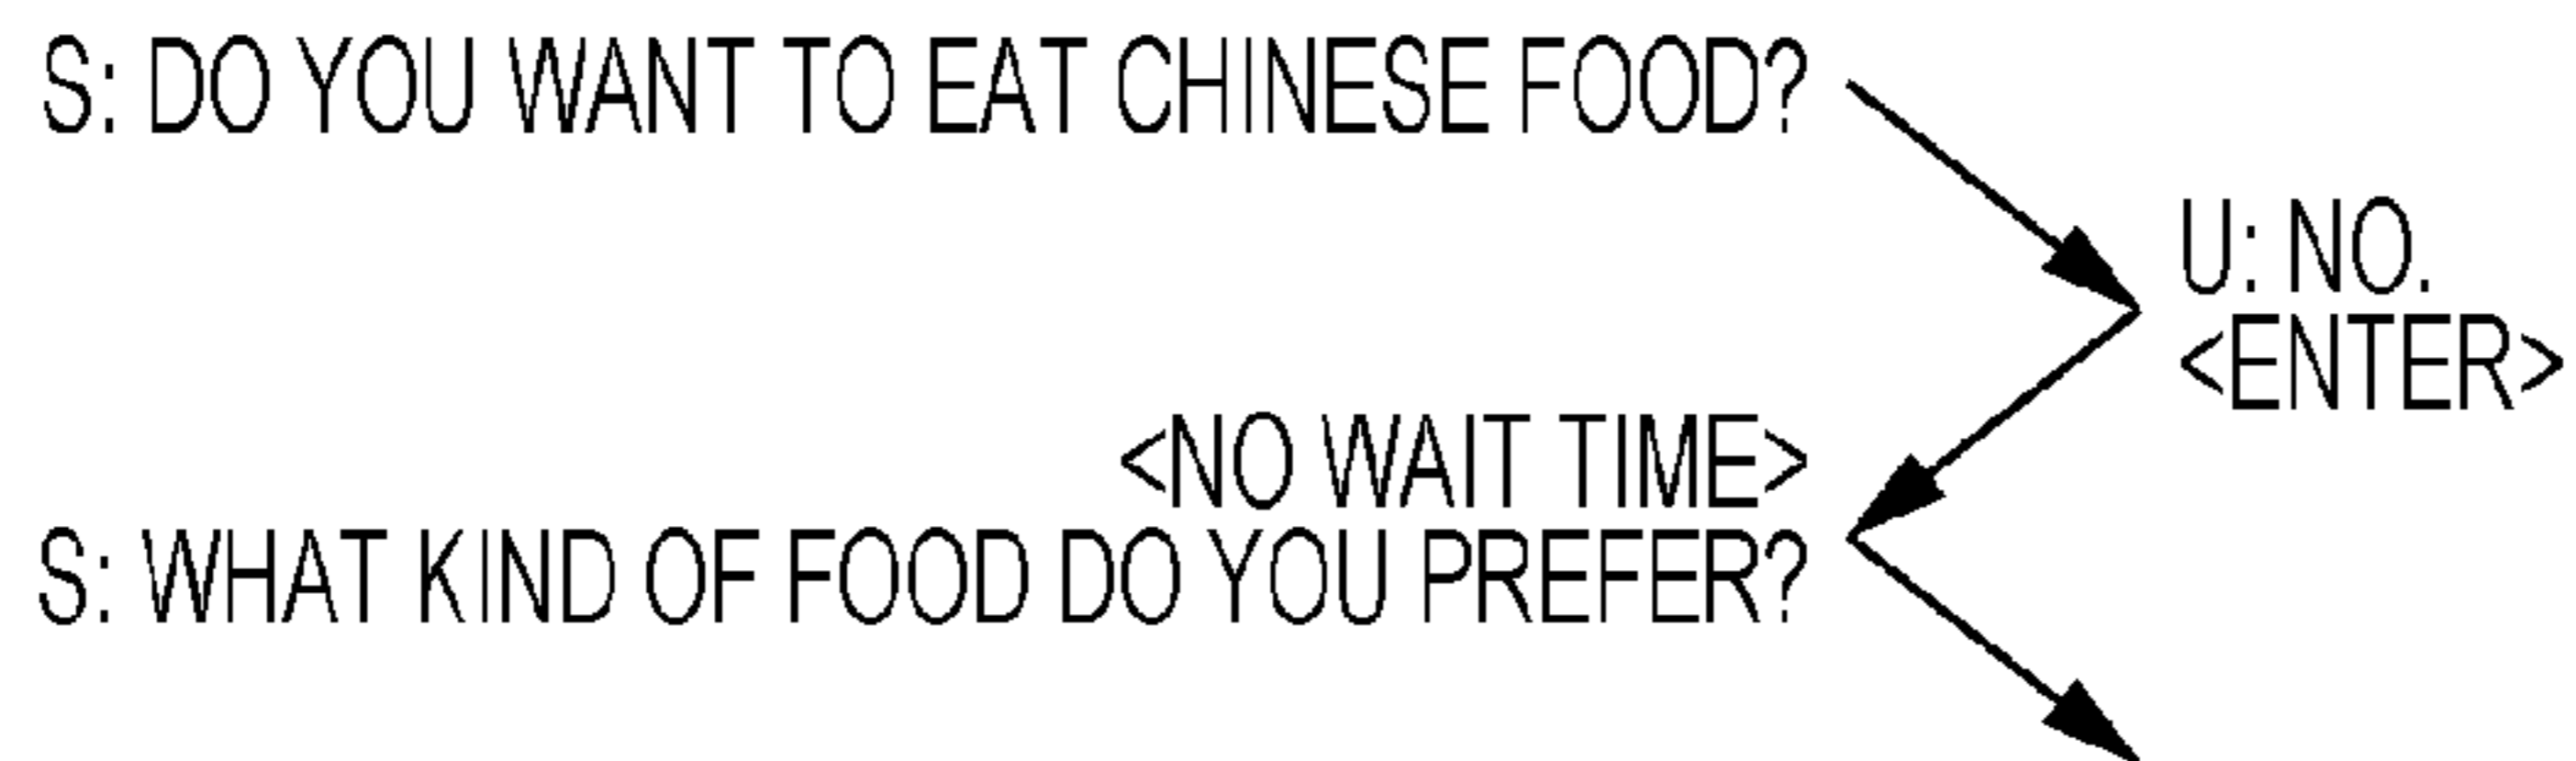 S: DO YOU WANT TO EAT CHINESE FOOD?
U: NO.
<ENTER>
<NO WAIT TIME>
S: WHAT KIND OF FOOD DO YOU PREFER?